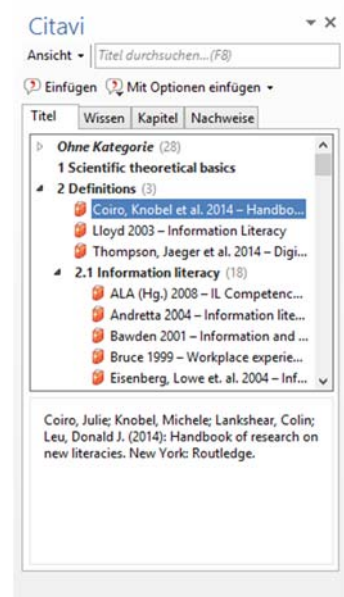 Citavi
Ansicht Titel durchsuchen...(F8)
Einfügen Mit Optionen einfügen
Titel Wissen Kapitel Nachweise
Ohne Kategorie (28)
1 Scientific theoretical basics
2 Definitions (3)
Coiro, Knobel et al. 2014 – Handbo...
Lloyd 2003 – Information Literacy
Thompson, Jaeger et al. 2014 – Digi...
2.1 Information literacy (18)
ALA (Hg.) 2008 – IL Competenc...
Andretta 2004 – Information lite...
Bawden 2001 – Information and ...
Bruce 1999 – Workplace experie...
Eisenberg, Lowe et. al. 2004 – Inf...
Coiro, Julie; Knobel, Michele; Lankshear, Colin;
Leu, Donald J. (2014): Handbook of research on
new literacies. New York: Routledge.